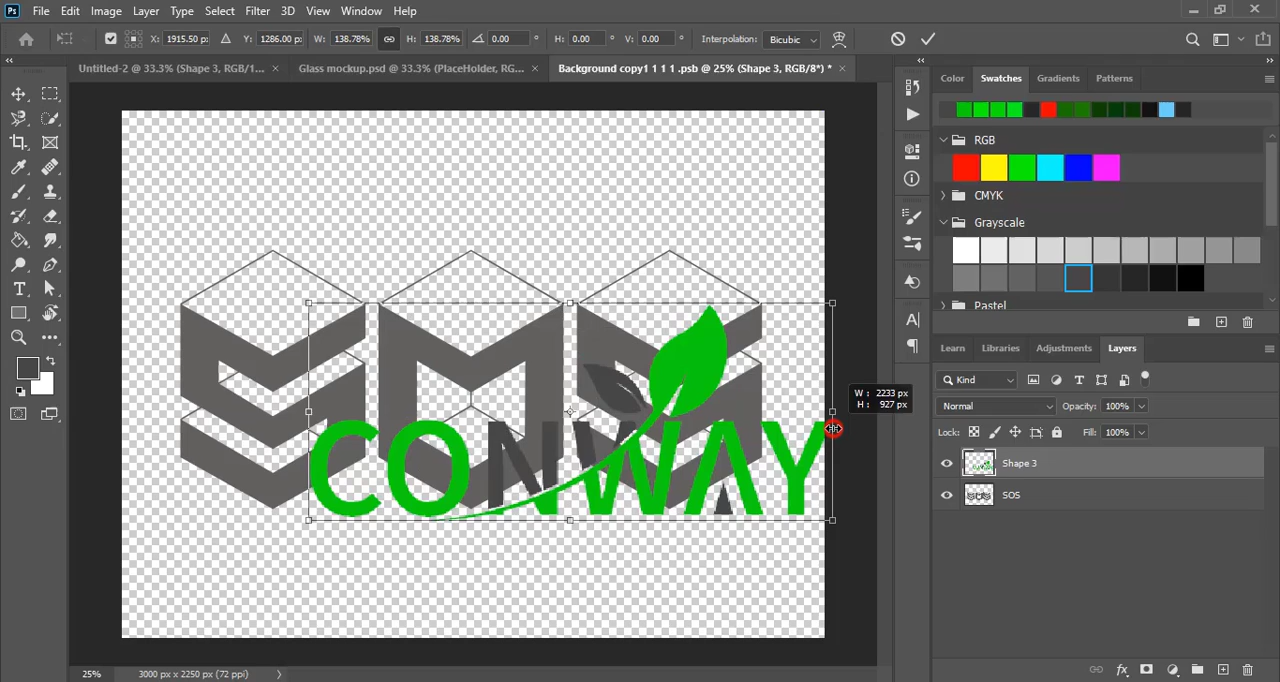 Ps File Edit Image Layer Type Select Filter 3D View Window Help
X: 1915.50 px Y: 1286.00 px W: 138.78% H: 138.78% 0.00 ° H: 0.00 ° V: 0.00 ° Interpolation: Bicubic
Untitled-2 @ 33.3% (Shape 3, RGB/1... × Glass mockup.psd @ 33.3% (PlaceHolder, RG... × Background copy1 1 1 1 .psb @ 25% (Shape 3, RGB/8*) * ×
Color Swatches Gradients Patterns
RGB
CMYK
Grayscale
Pastel
Learn Libraries Adjustments Layers
Kind
Normal Opacity: 100%
Lock: Fill: 100%
Shape 3
SOS
W : 2233 px
H : 927 px
CONWAY
25% 3000 px x 2250 px (72 ppi)